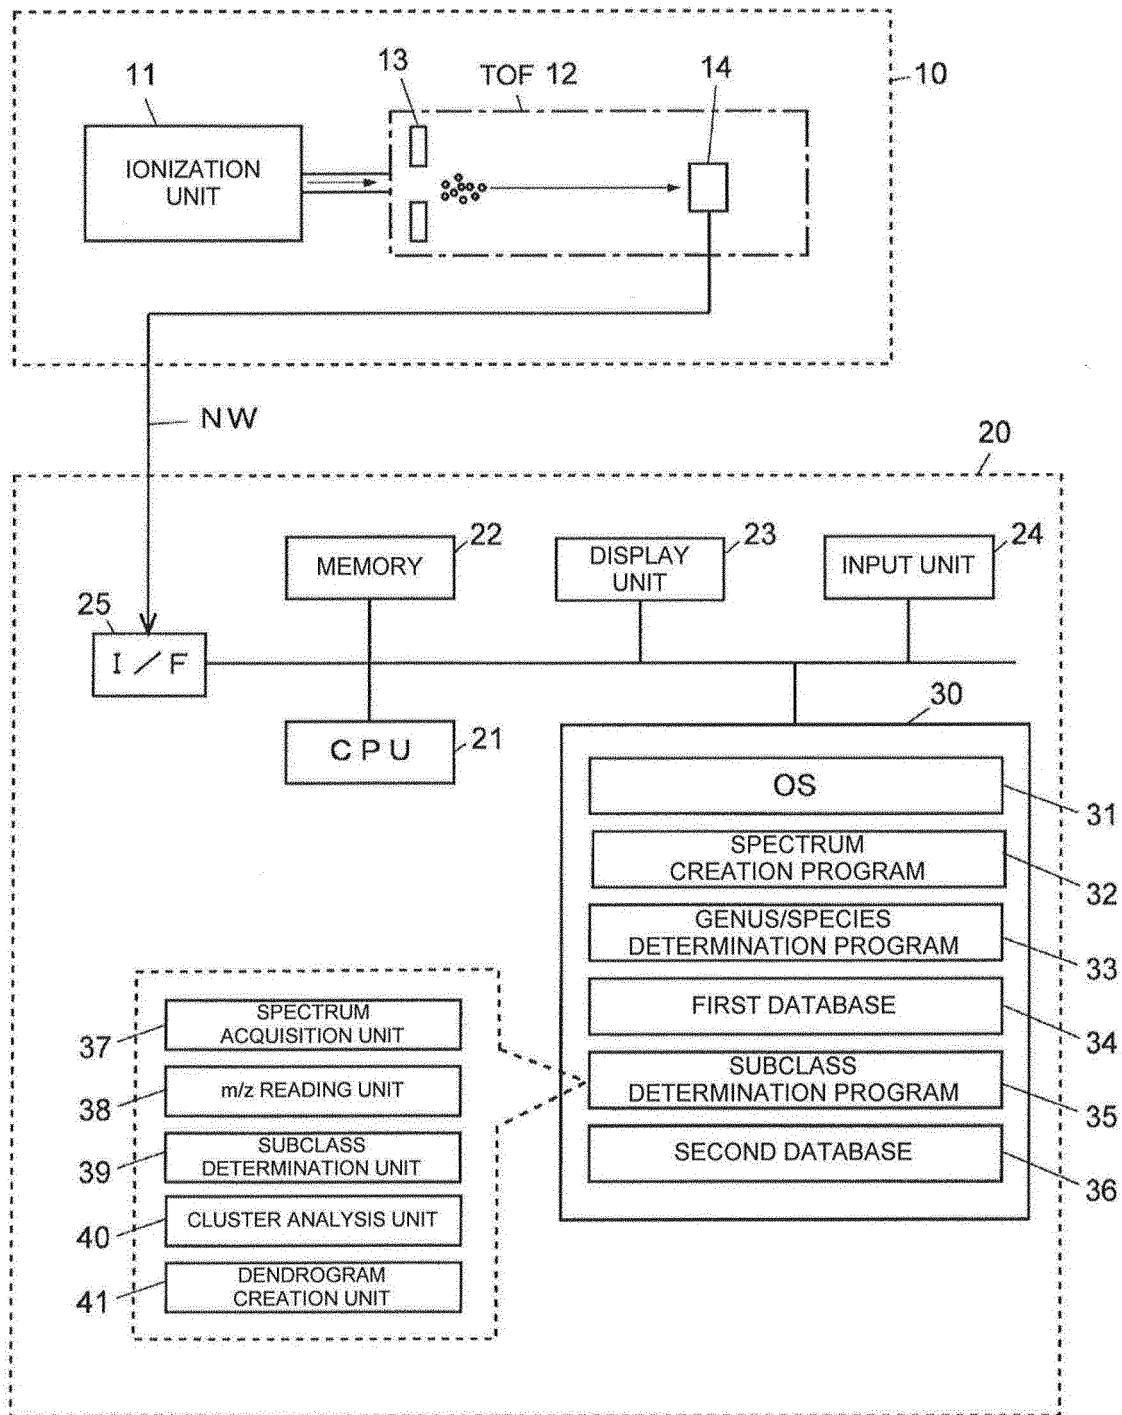 11
13
TOF 12
14
10
IONIZATION
UNIT
NW
20
22
23
24
MEMORY
DISPLAY
UNIT
INPUT UNIT
25
I/F
30
CPU
21
OS
31
SPECTRUM
CREATION PROGRAM
32
GENUS/SPECIES
DETERMINATION PROGRAM
33
FIRST DATABASE
34
SUBCLASS
DETERMINATION PROGRAM
35
SECOND DATABASE
36
SPECTRUM
ACQUISITION UNIT
37
m/z READING UNIT
38
SUBCLASS
DETERMINATION UNIT
39
CLUSTER ANALYSIS UNIT
40
DENDROGRAM
CREATION UNIT
41